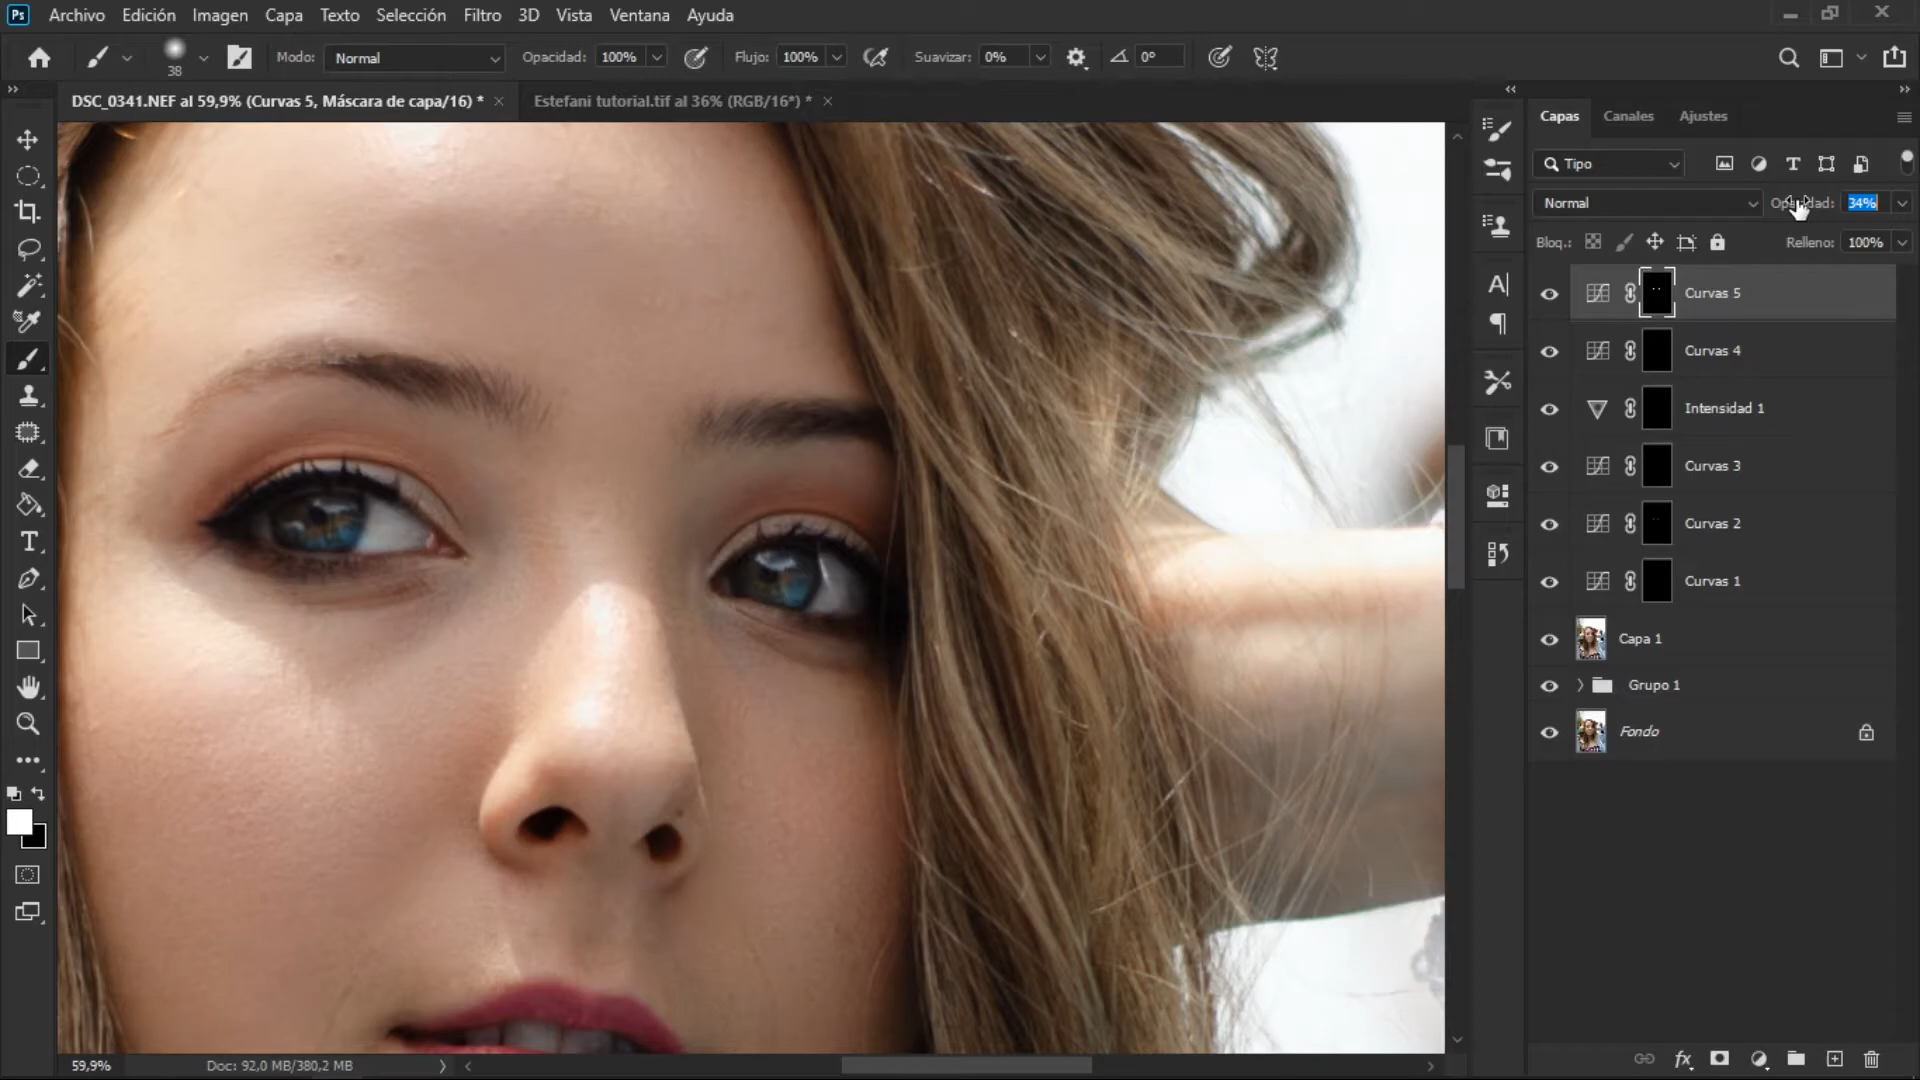 Ps Archivo Edición Imagen Capa Texto Selección Filtro 3D Vista Ventana Ayuda
38 Modo: Normal Opacidad: 100% Flujo: 100% Suavizar: 0% 0°
DSC_0341.NEF al 59,9% (Curvas 5, Máscara de capa/16) * × Estefani tutorial.tif al 36% (RGB/16*) * ×
Capas Canales Ajustes
Tipo
Normal Opacidad: 34%
Bloq.: Relleno: 100%
Curvas 5
Curvas 4
Intensidad 1
Curvas 3
Curvas 2
Curvas 1
Capa 1
Grupo 1
Fondo
59,9% Doc: 92,0 MB/380,2 MB